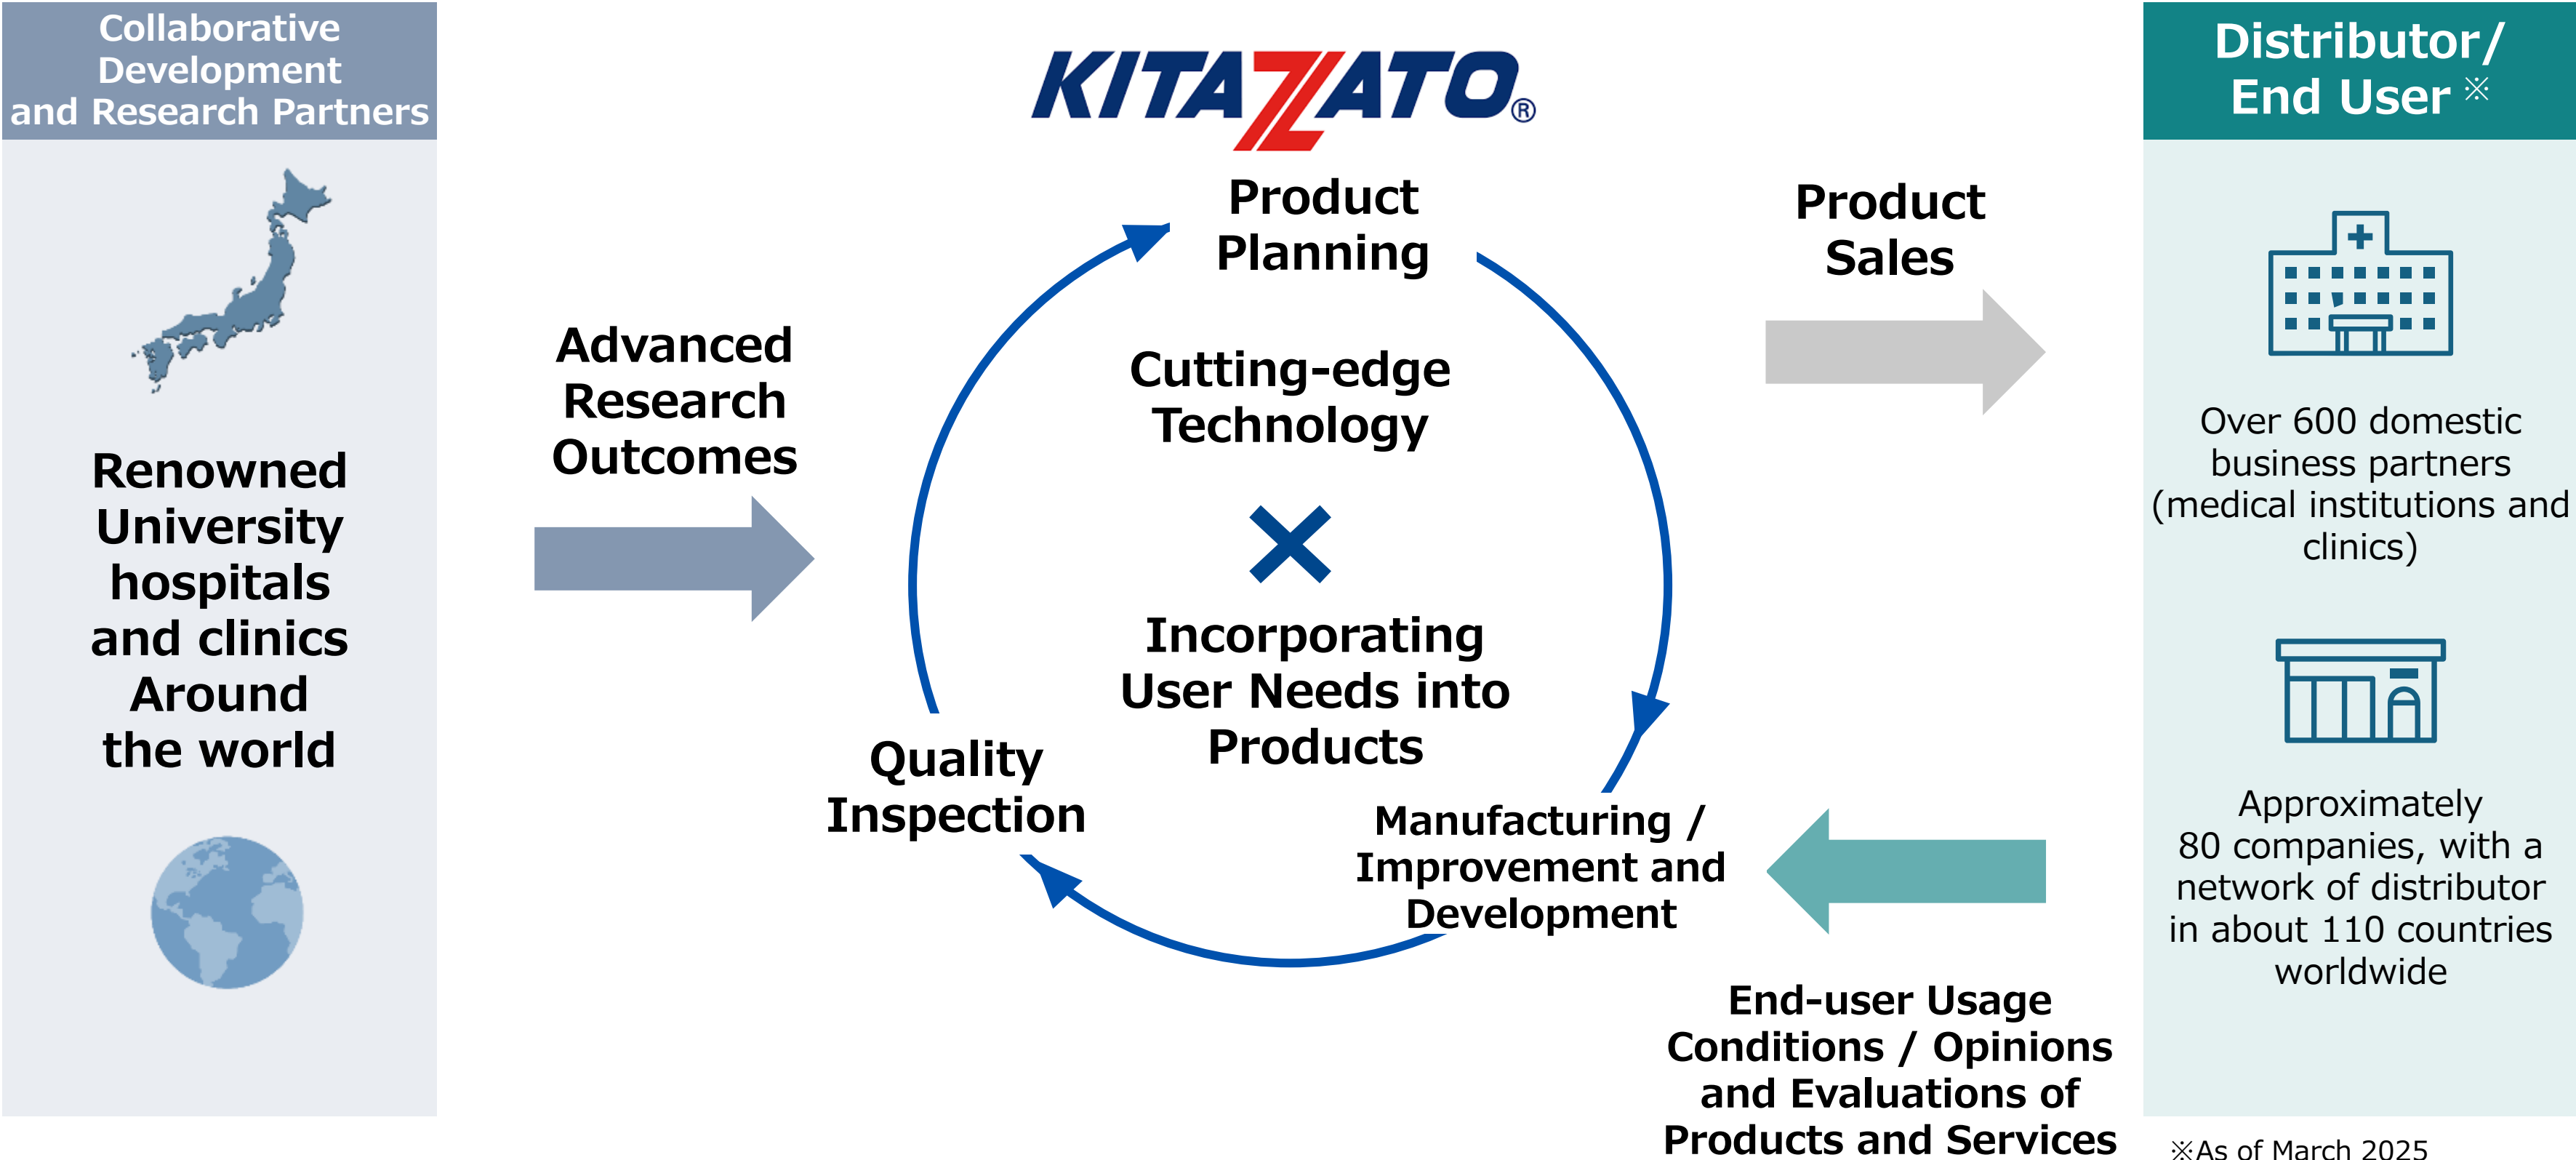 Collaborative
Development
and Research Partners
Renowned
University
hospitals
and clinics
Around
the world
Advanced
Research
Outcomes
KITAZATO®
Product
Planning
Cutting-edge
Technology
×
Incorporating
User Needs into
Products
Quality
Inspection
Manufacturing /
Improvement and
Development
Product
Sales
End-user Usage
Conditions / Opinions
and Evaluations of
Products and Services
Distributor/
End User ※
Over 600 domestic
business partners
(medical institutions and
clinics)
Approximately
80 companies, with a
network of distributor
in about 110 countries
worldwide
※As of March 2025